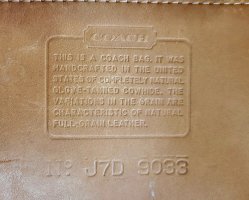 COACH
THIS IS A COACH BAG. IT WAS
HANDCRAFTED IN THE UNITED
STATES OF COMPLETELY NATURAL
GLOVE-TANNED COWHIDE. THE
VARIATIONS IN THE GRAIN ARE
CHARACTERISTIC OF NATURAL
FULL-GRAIN LEATHER.
Nº J7D 9033